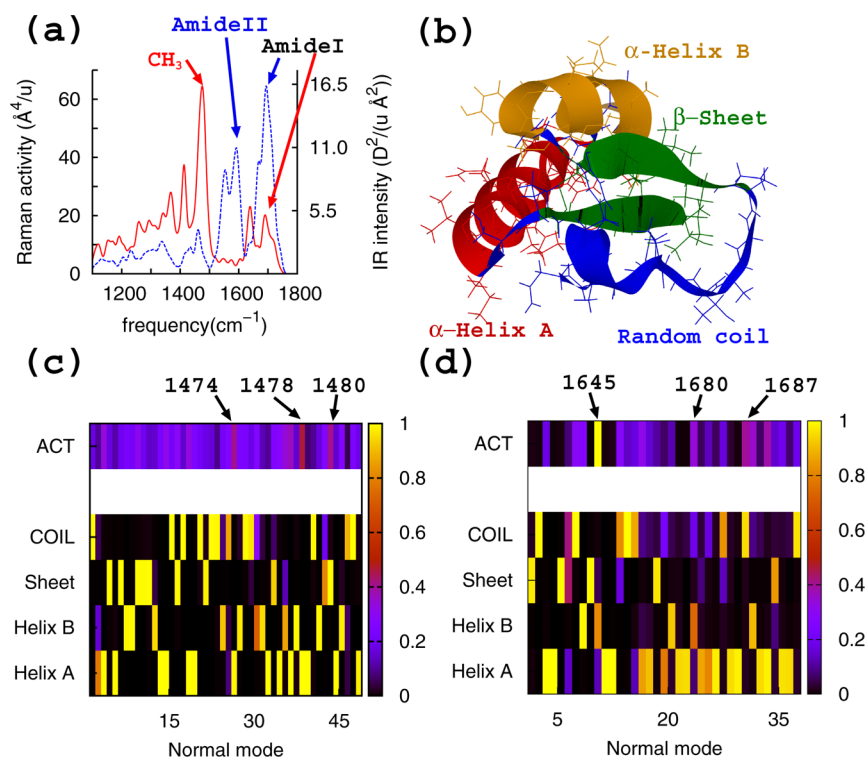 (a)
AmideII
AmideI
CH3
Raman activity (Å⁴/u)
60
40
20
0
16.5
11.0
5.5
IR intensity (D²/(u Å²))
1200 1400 1600 1800
frequency(cm⁻¹)
(b)
α-Helix B
β-Sheet
α-Helix A
Random coil
(c)
1474 1478 1480
ACT
COIL
Sheet
Helix B
Helix A
15 30 45
Normal mode
1
0.8
0.6
0.4
0.2
0
(d)
1645 1680 1687
ACT
COIL
Sheet
Helix B
Helix A
5 20 35
Normal mode
1
0.8
0.6
0.4
0.2
0